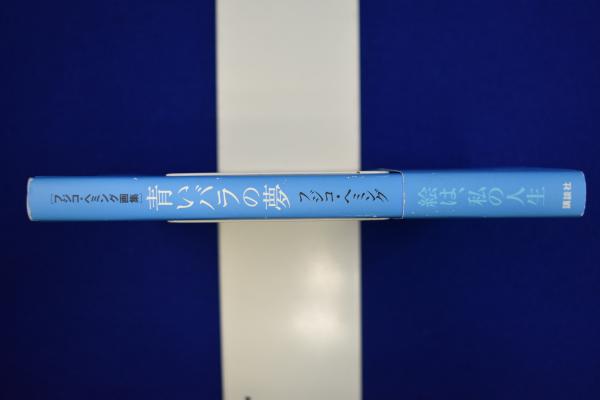 [フジコ・ヘミング画集]
青いバラの夢
フジコ・ヘミング
絵は、私の人生
講談社